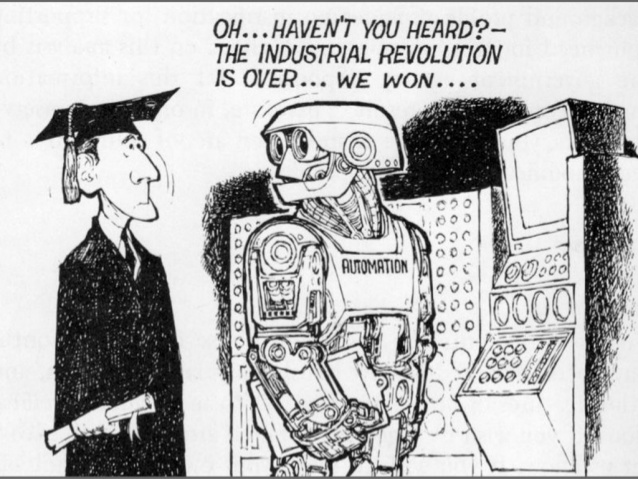 OH...HAVEN'T YOU HEARD?-
THE INDUSTRIAL REVOLUTION
IS OVER... WE WON....
AUTOMATION